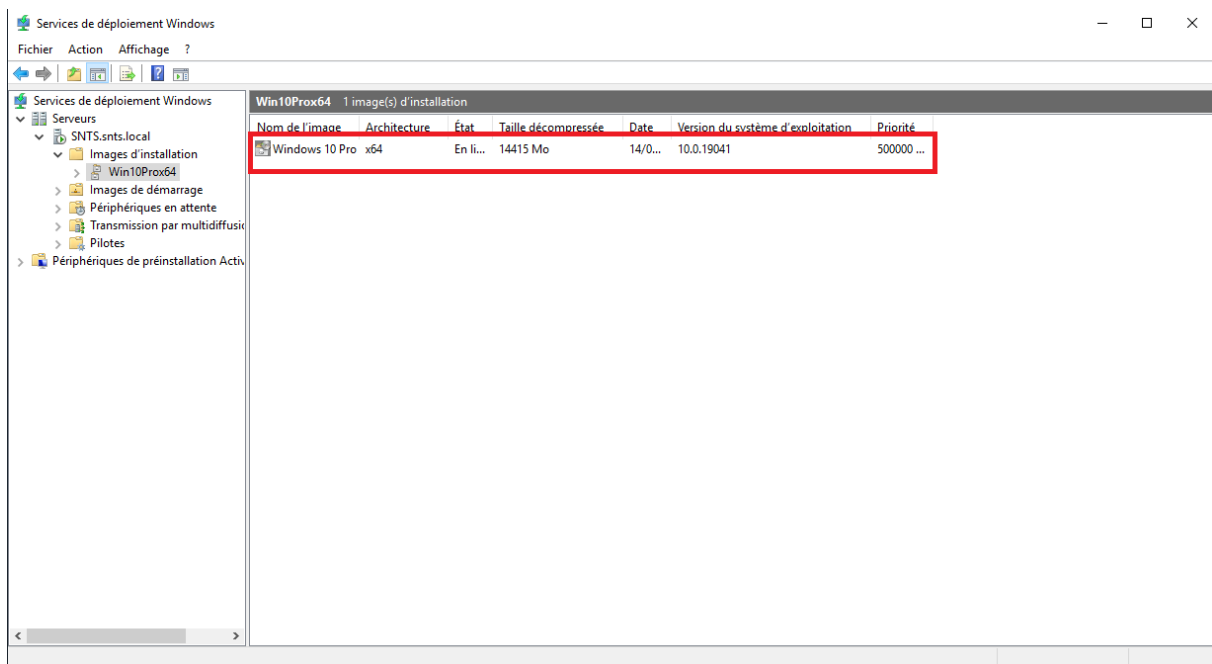 Services de déploiement Windows
Fichier Action Affichage ?
Services de déploiement Windows
Serveurs
SNTS.snts.local
Images d'installation
Win10Prox64
Images de démarrage
Périphériques en attente
Transmission par multidiffusio
Pilotes
Périphériques de préinstallation Activ
Win10Prox64 1 image(s) d'installation
Nom de l'image Architecture État Taille décompressée Date Version du système d'exploitation Priorité
Windows 10 Pro x64 En li... 14415 Mo 14/0... 10.0.19041 500000 ...